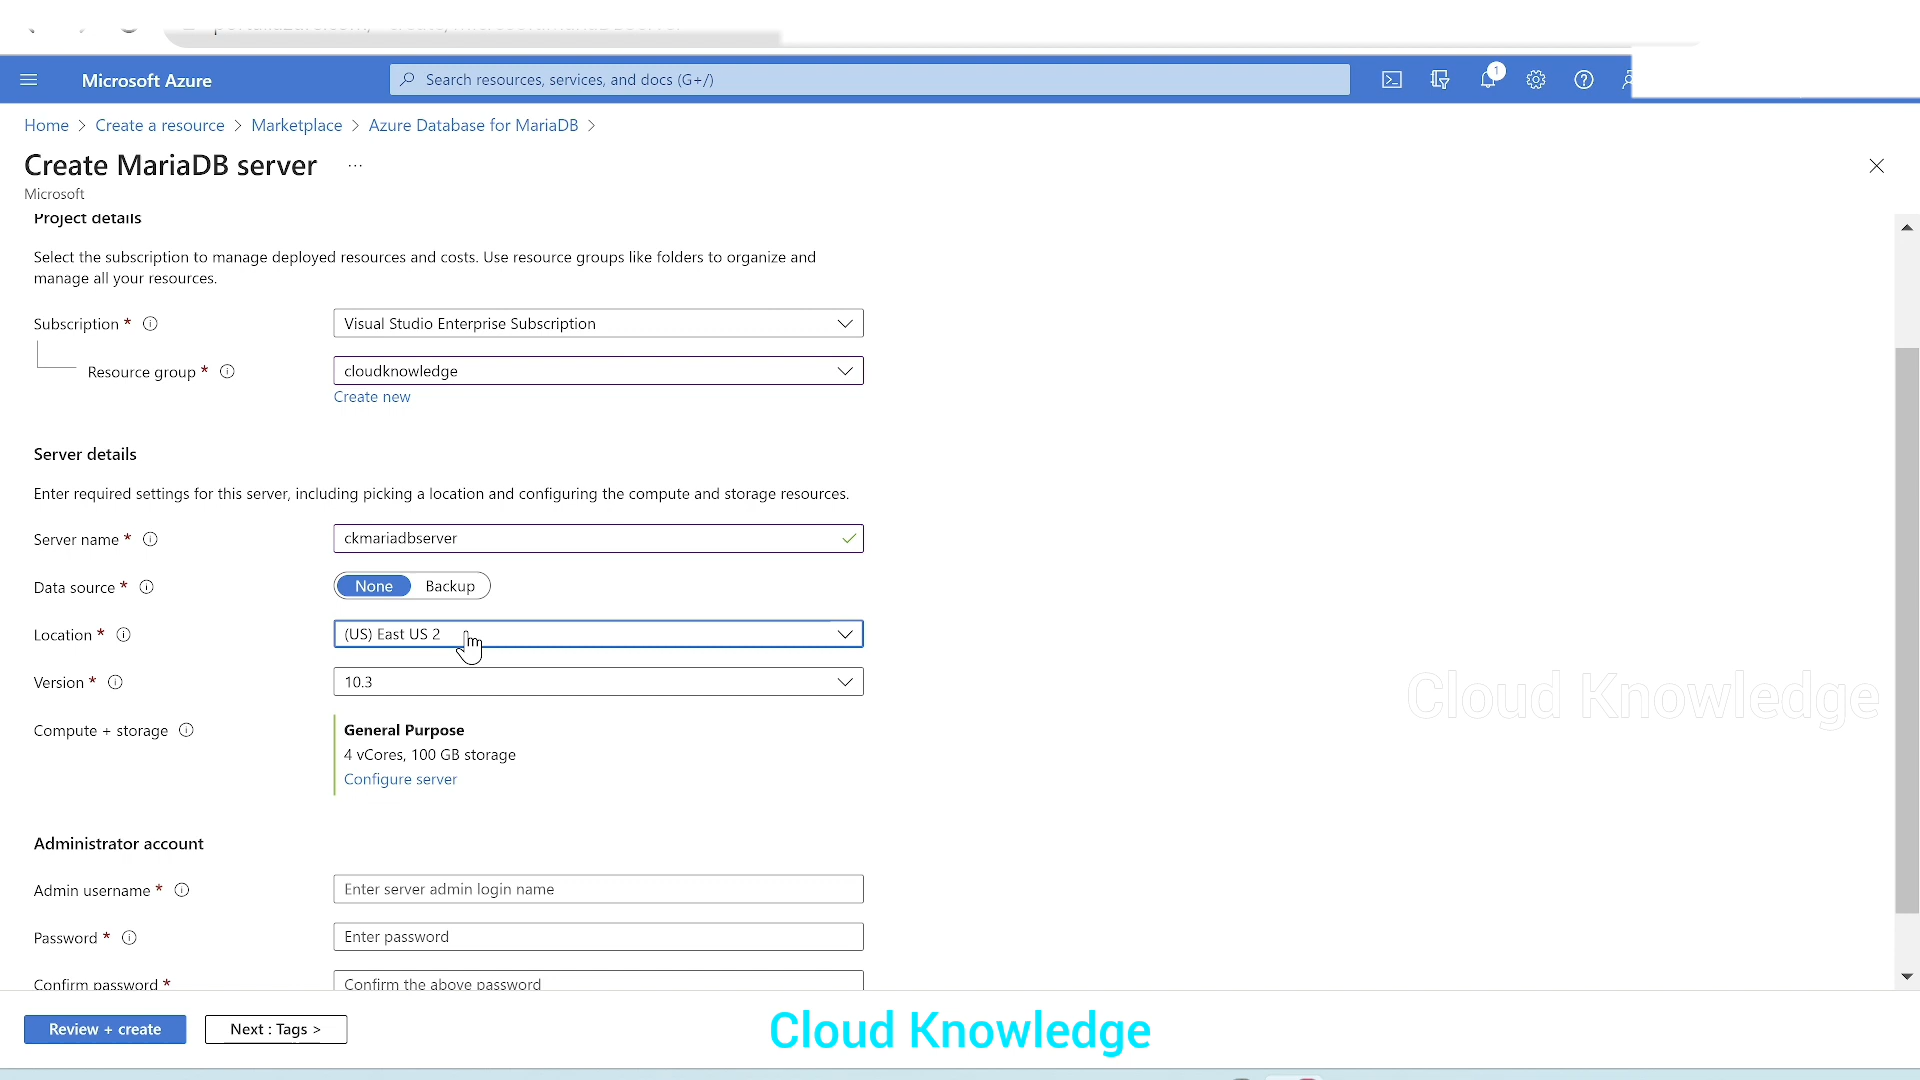 Microsoft Azure
Search resources, services, and docs (G+/)
1
Home > Create a resource > Marketplace > Azure Database for MariaDB >
Create MariaDB server ...
Microsoft
Project details
Select the subscription to manage deployed resources and costs. Use resource groups like folders to organize and
manage all your resources.
Subscription * Visual Studio Enterprise Subscription
Resource group * cloudknowledge
Create new
Server details
Enter required settings for this server, including picking a location and configuring the compute and storage resources.
Server name * ckmariadbserver
Data source * None Backup
Location * (US) East US 2
Version * 10.3
Cloud Knowledge
Compute + storage General Purpose
4 vCores, 100 GB storage
Configure server
Administrator account
Admin username * Enter server admin login name
Password * Enter password
Confirm password * Confirm the above password
Review + create Next : Tags >
Cloud Knowledge